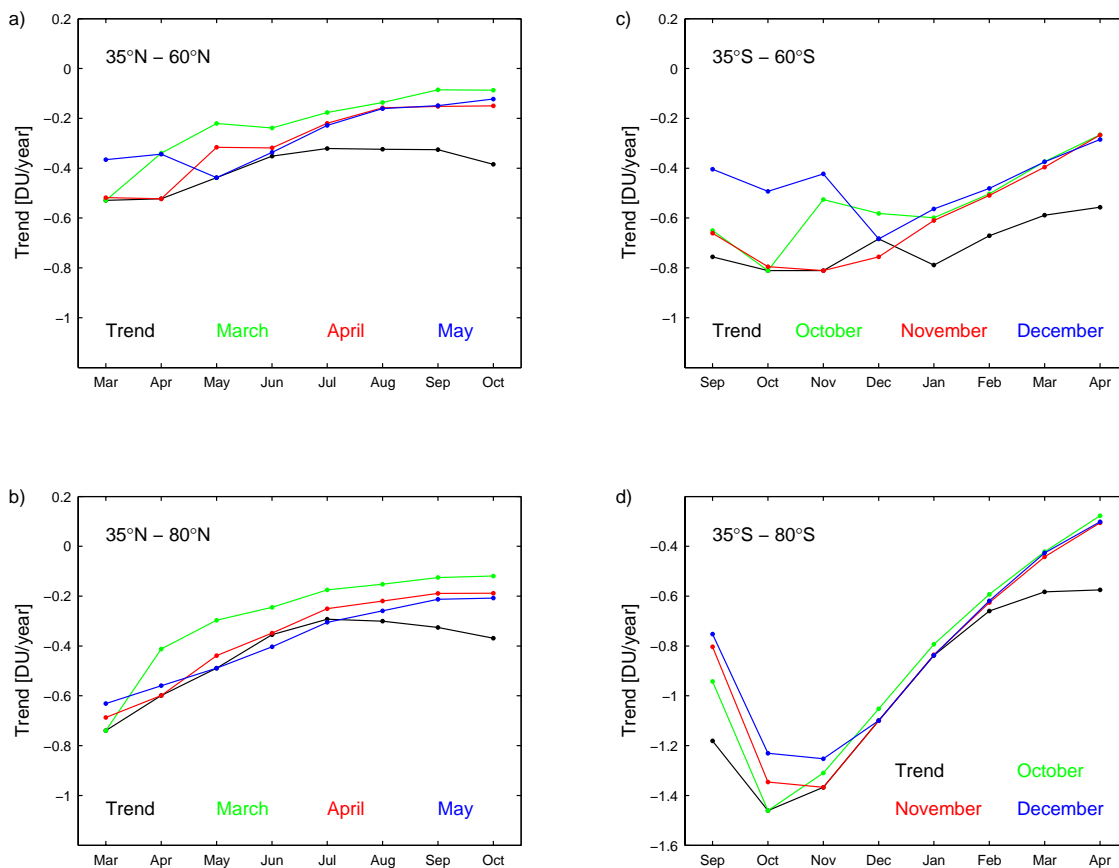 a)
35°N − 60°N
Trend [DU/year]
0.2
0
−0.2
−0.4
−0.6
−0.8
−1
Trend March April May
Mar Apr May Jun Jul Aug Sep Oct
c)
35°S − 60°S
Trend [DU/year]
0.2
0
−0.2
−0.4
−0.6
−0.8
−1
Trend October November December
Sep Oct Nov Dec Jan Feb Mar Apr
b)
35°N − 80°N
Trend [DU/year]
0.2
0
−0.2
−0.4
−0.6
−0.8
−1
Trend March April May
Mar Apr May Jun Jul Aug Sep Oct
d)
35°S − 80°S
Trend [DU/year]
−0.4
−0.6
−0.8
−1
−1.2
−1.4
−1.6
Trend October
November December
Sep Oct Nov Dec Jan Feb Mar Apr